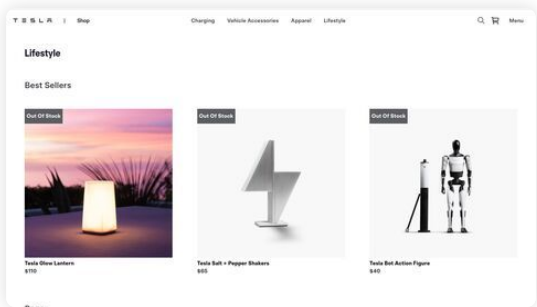 TESLA | Shop
Charging Vehicle Accessories Apparel Lifestyle
Menu
Lifestyle
Best Sellers
Out Of Stock
Out Of Stock
Out Of Stock
Tesla Glow Lantern
$110
Tesla Salt + Pepper Shakers
$65
Tesla Bot Action Figure
$40